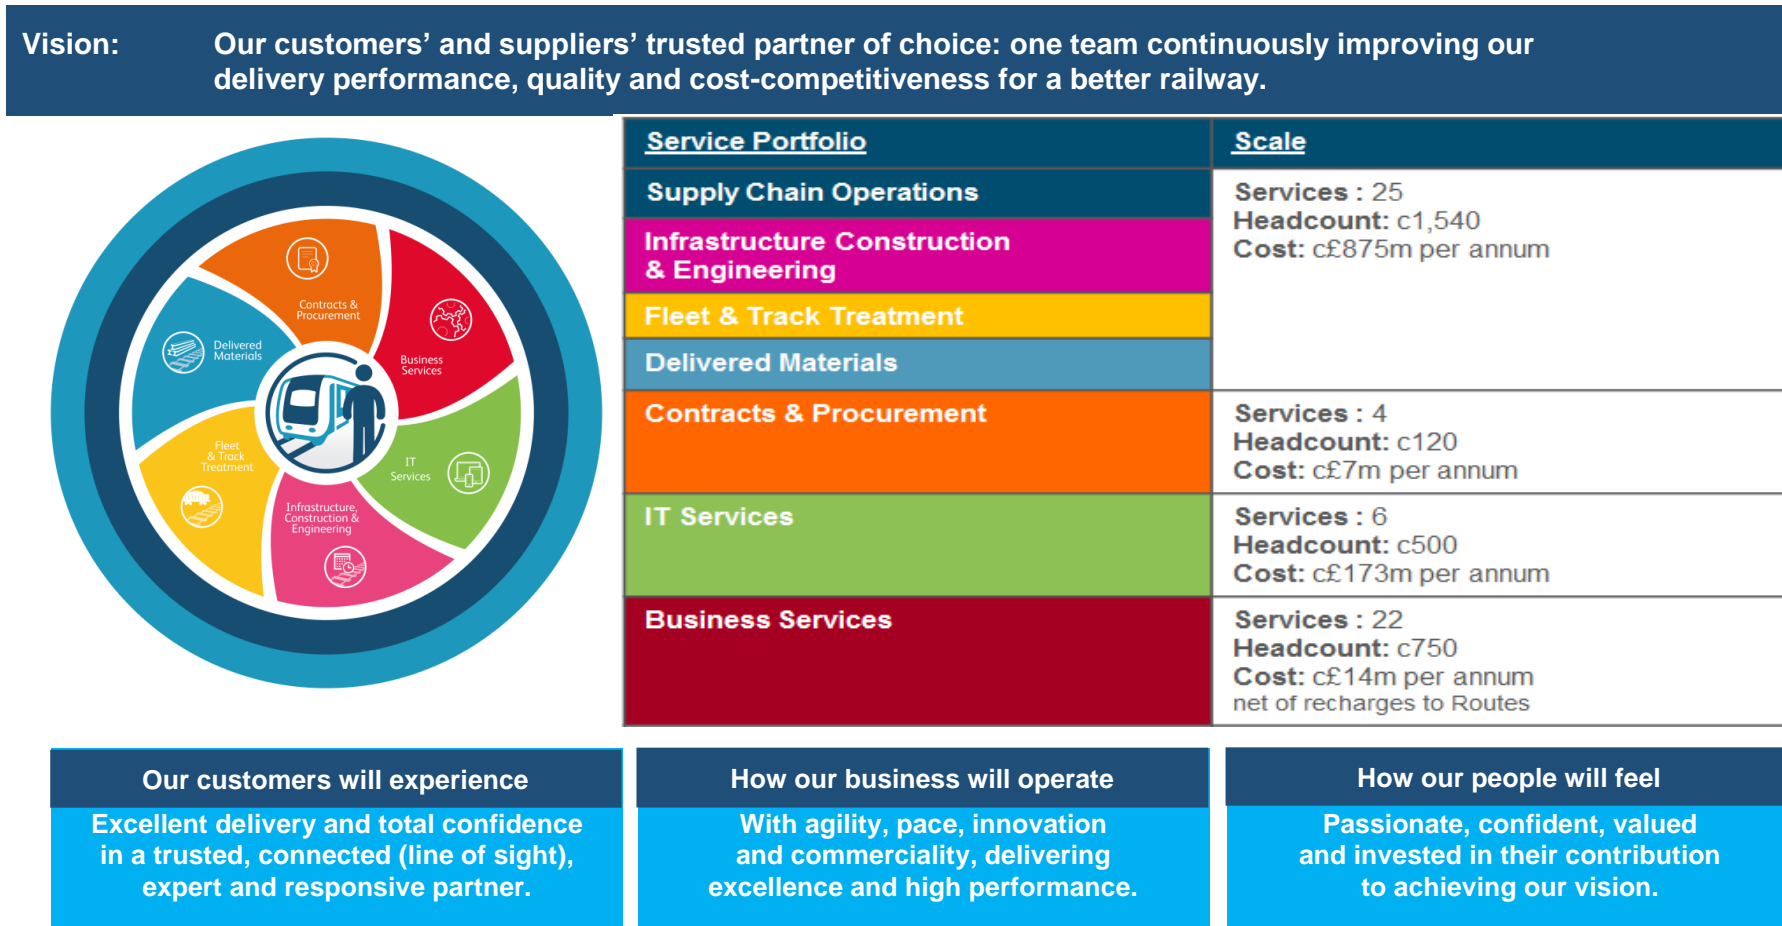 Vision:
Our customers’ and suppliers’ trusted partner of choice: one team continuously improving our
delivery performance, quality and cost-competitiveness for a better railway.
Contracts &
Procurement
Business
Services
IT
Services
Infrastructure,
Construction &
Engineering
Fleet
& Track
Treatment
Delivered
Materials
Service Portfolio
Scale
Supply Chain Operations
Infrastructure Construction
& Engineering
Fleet & Track Treatment
Delivered Materials
Services : 25
Headcount: c1,540
Cost: c£875m per annum
Contracts & Procurement
Services : 4
Headcount: c120
Cost: c£7m per annum
IT Services
Services : 6
Headcount: c500
Cost: c£173m per annum
Business Services
Services : 22
Headcount: c750
Cost: c£14m per annum
net of recharges to Routes
Our customers will experience
Excellent delivery and total confidence
in a trusted, connected (line of sight),
expert and responsive partner.
How our business will operate
With agility, pace, innovation
and commerciality, delivering
excellence and high performance.
How our people will feel
Passionate, confident, valued
and invested in their contribution
to achieving our vision.